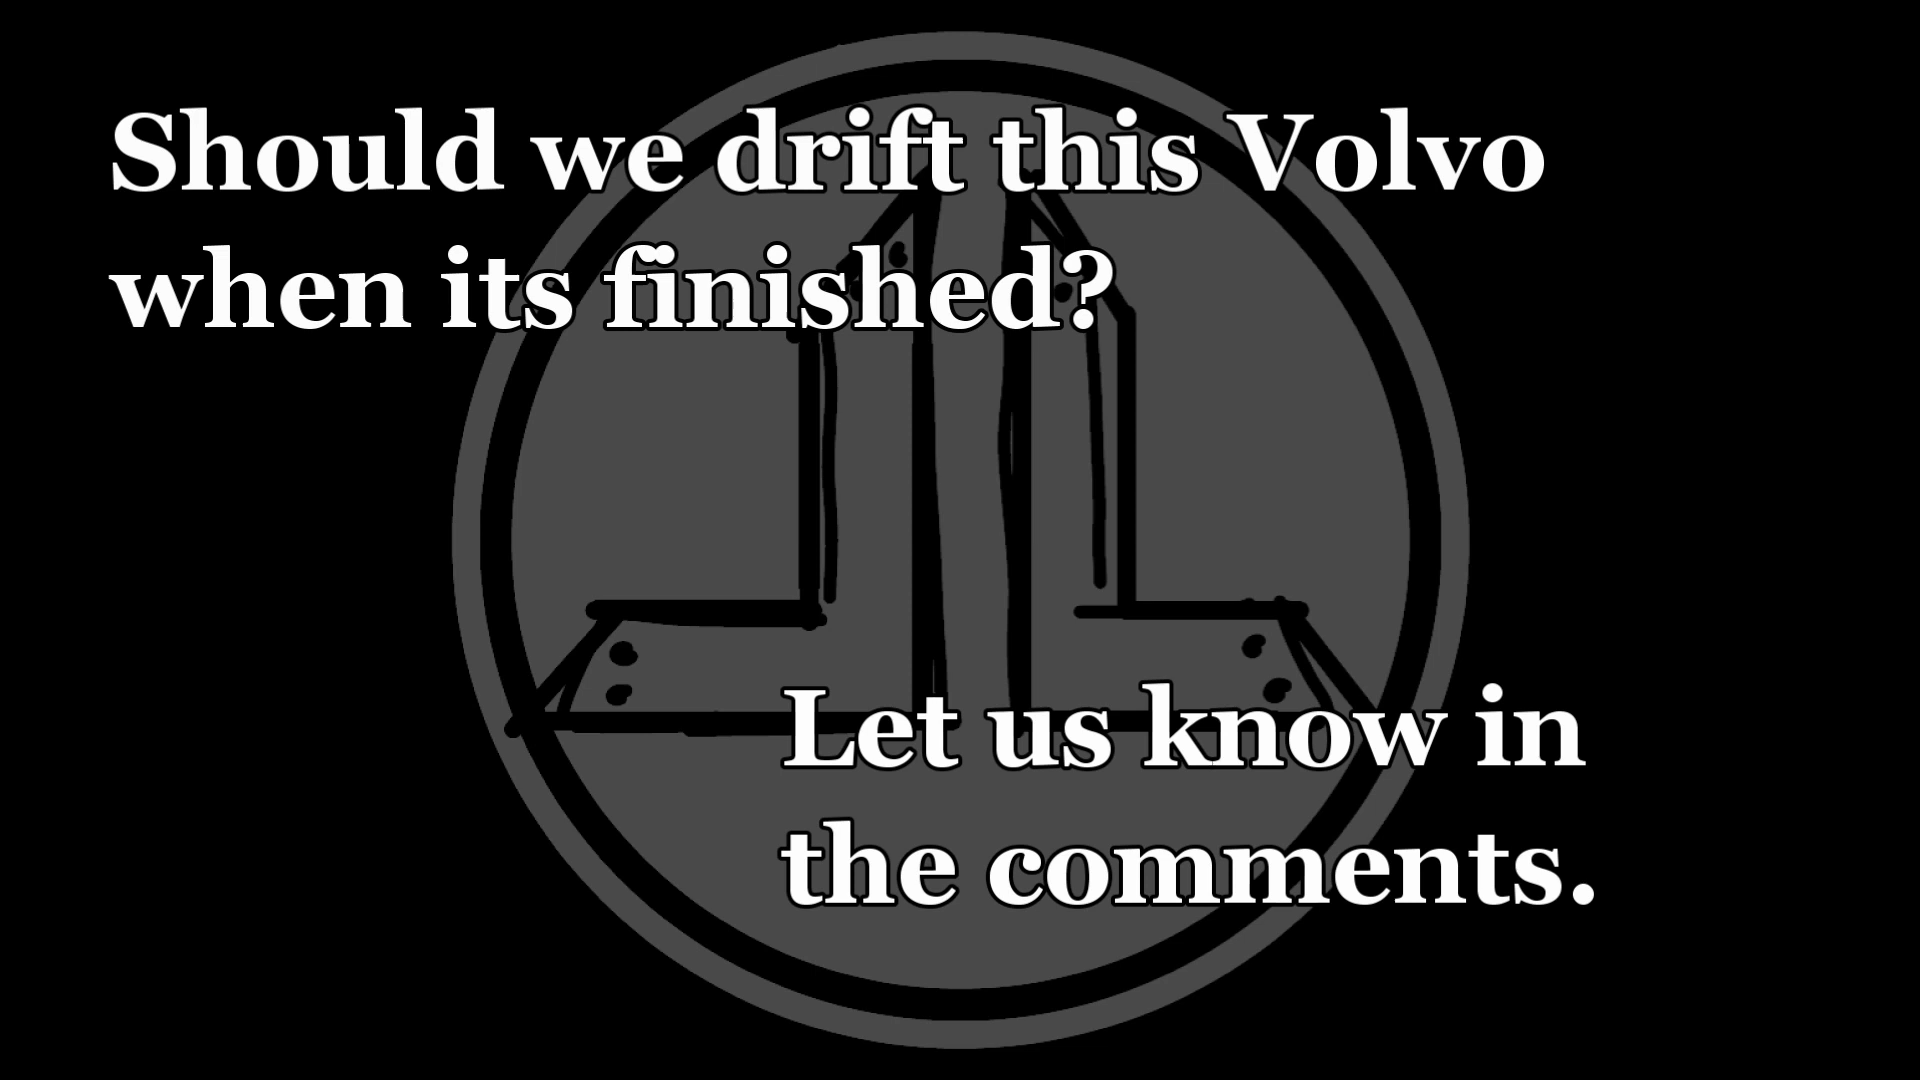 Should we drift this Volvo
when its finished?
Let us know in
the comments.